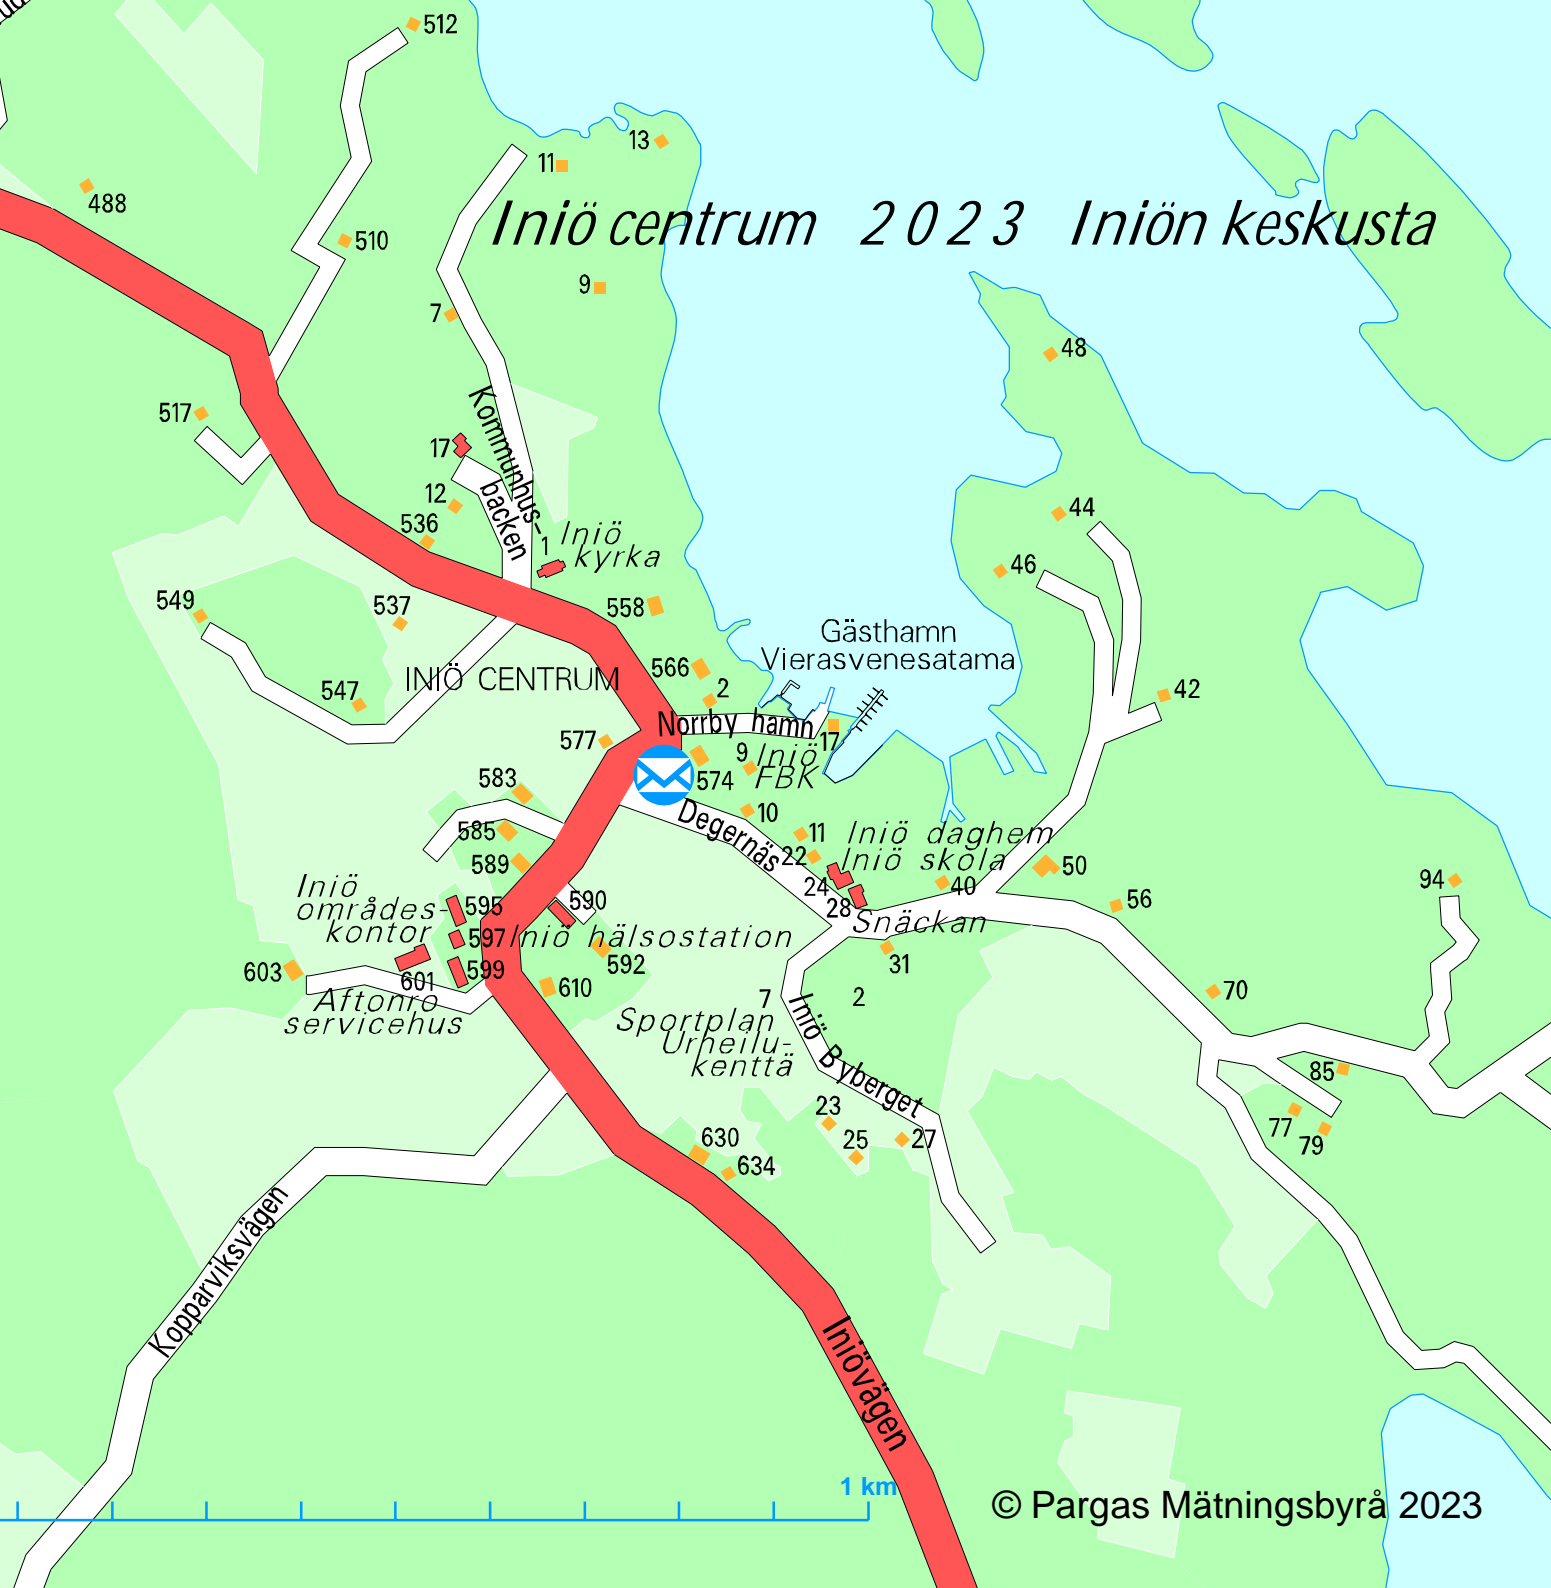 512
13
11
488
Iniö centrum 2023 Iniön keskusta
510
9
7
48
517
Kommunhus-
17
backen
12
44
536
1
Iniö
kyrka
46
549
537
558
Gästhamn
Vierasvenesatama
566
INIÖ CENTRUM
547
2
42
Norrby hamn
17
577
9
Iniö
FBK
574
583
10
Degernäs
585
11
Iniö daghem
22
Iniö skola
589
50
24
40
94
Iniö
områdes-
kontor
595
590
28
Snäckan
56
597
Iniö hälsostation
31
592
603
601
599
610
70
Aftonro
servicehus
7
2
Sportplan
Urheilu-
kenttä
Iniö Byberget
85
23
77
79
25
27
630
634
Kopparviksvägen
Iniövägen
1 km
© Pargas Mätningsbyrå 2023